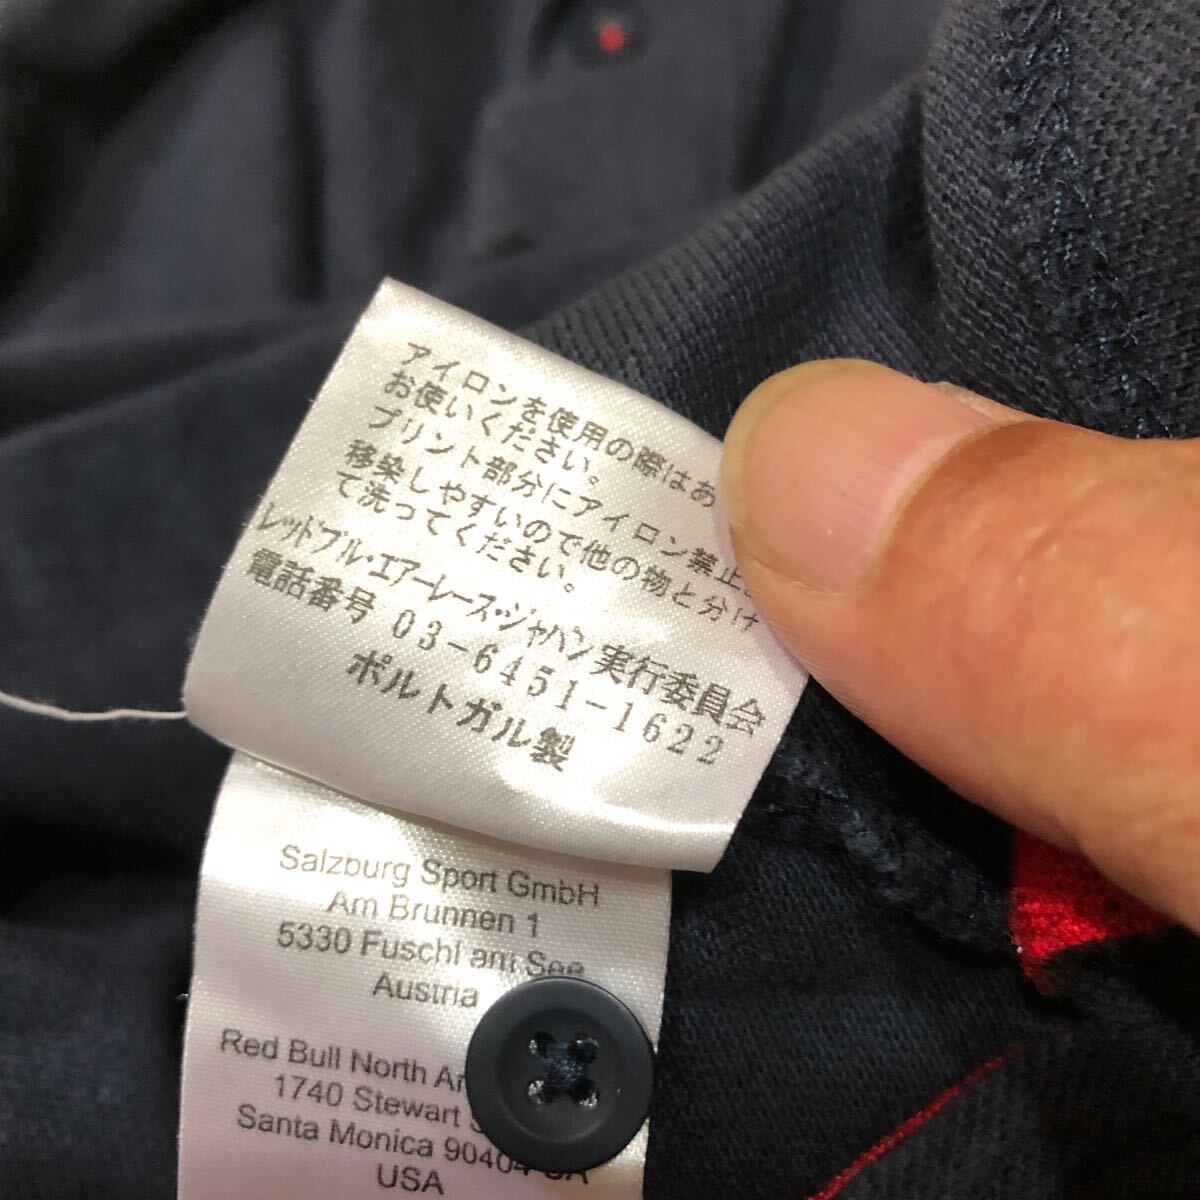 アイロンを使用の際はあ
お使いください。
プリント部分にアイロン禁止
移染しやすいので他の物と分け
て洗ってください。
レッドブル・エアーレース・ジャパン実行委員会
電話番号 03-6451-1622
ポルトガル製
Salzburg Sport GmbH
Am Brunnen 1
5330 Fuschl am See
Austria
Red Bull North
1740 Stewart
Santa Monica 90404 CA
USA